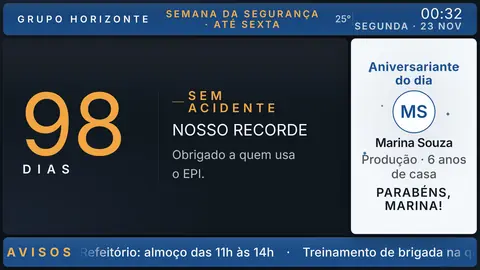 GRUPO HORIZONTE
SEMANA DA SEGURANÇA
· ATÉ SEXTA
25°
00:32
SEGUNDA · 23 NOV
98
DIAS
SEM
ACIDENTE
NOSSO RECORDE
Obrigado a quem usa
o EPI.
Aniversariante
do dia
MS
Marina Souza
Produção · 6 anos
de casa
PARABÉNS,
MARINA!
AVISOS
Refeitório: almoço das 11h às 14h · Treinamento de brigada na